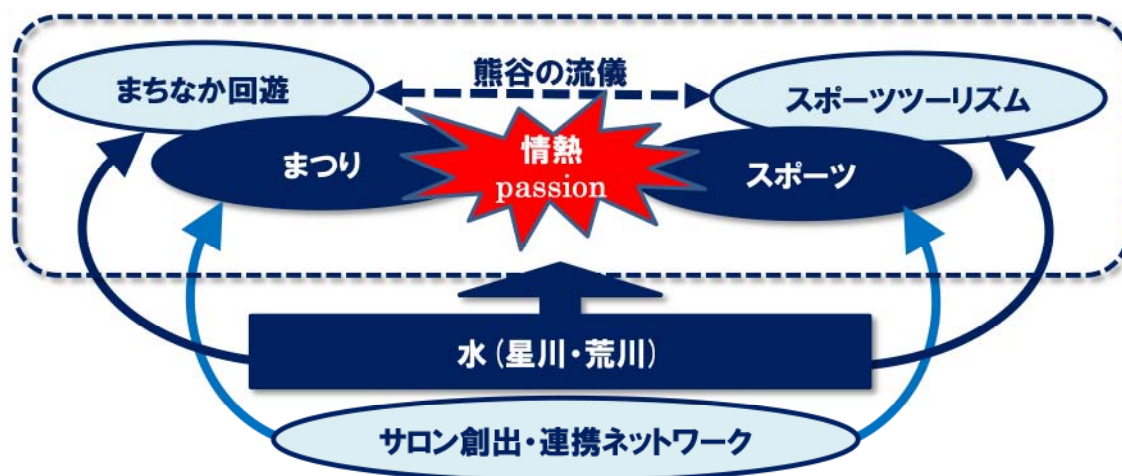 熊谷の流儀
まちなか回遊
スポーツツーリズム
まつり
情熱
passion
スポーツ
水（星川・荒川）
サロン創出・連携ネットワーク